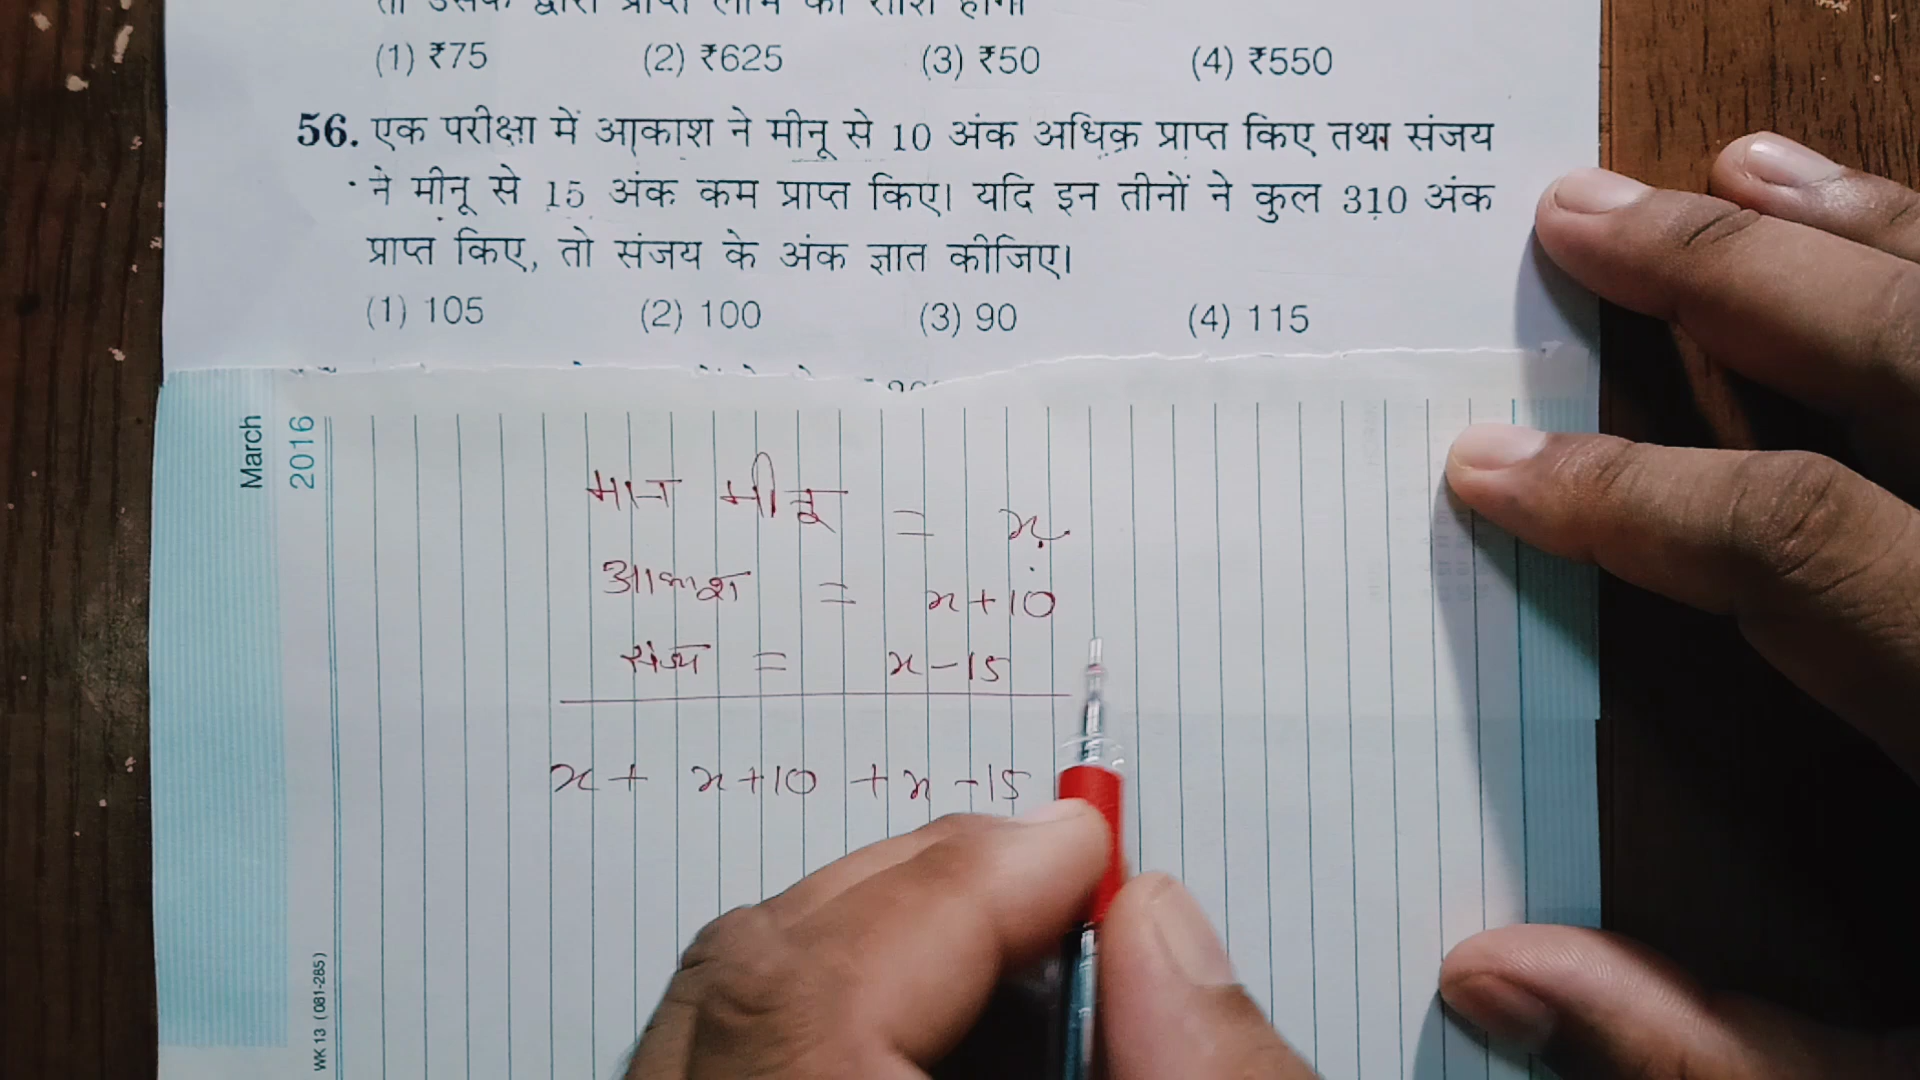 तो उसके द्वारा प्राप्त लाभ की राशि होगी
(1) ₹75 (2) ₹625 (3) ₹50 (4) ₹550
56. एक परीक्षा में आकाश ने मीनू से 10 अंक अधिक प्राप्त किए तथा संजय
ने मीनू से 15 अंक कम प्राप्त किए। यदि इन तीनों ने कुल 310 अंक
प्राप्त किए, तो संजय के अंक ज्ञात कीजिए।
(1) 105 (2) 100 (3) 90 (4) 115
March
2016
मान मीनू = x
आकाश = x+10
संजय = x-15
x+ x+10 +x -15
WK 13 (081-285)